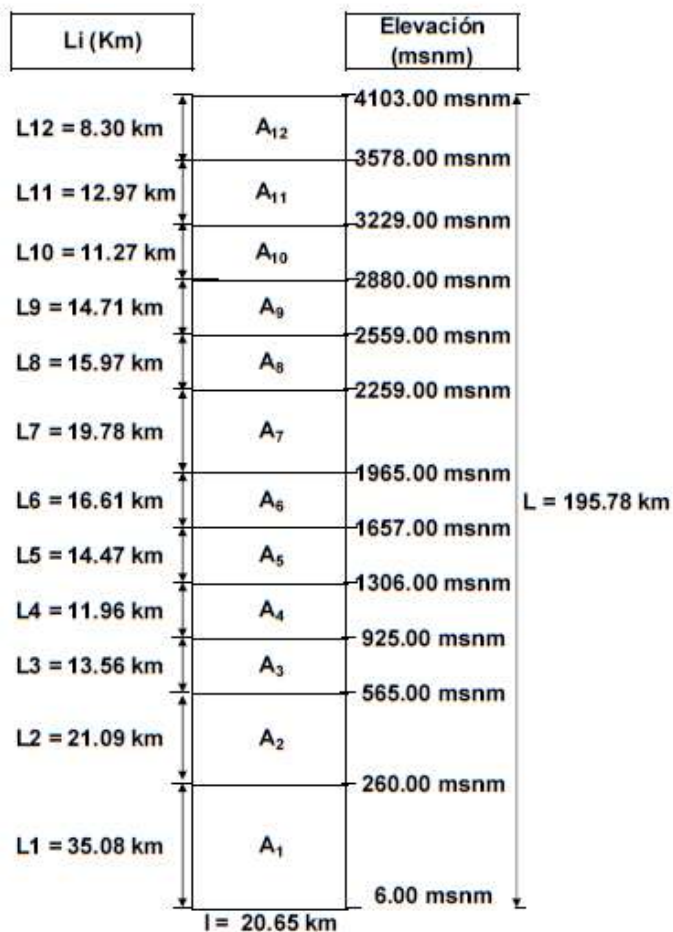 Li (Km)
Elevación
(msnm)
4103.00 msnm
L12 = 8.30 km
A₁₂
3578.00 msnm
L11 = 12.97 km
A₁₁
3229.00 msnm
L10 = 11.27 km
A₁₀
2880.00 msnm
L9 = 14.71 km
A₉
2559.00 msnm
L8 = 15.97 km
A₈
2259.00 msnm
L7 = 19.78 km
A₇
1965.00 msnm
L6 = 16.61 km
A₆
L = 195.78 km
1657.00 msnm
L5 = 14.47 km
A₅
1306.00 msnm
L4 = 11.96 km
A₄
925.00 msnm
L3 = 13.56 km
A₃
565.00 msnm
L2 = 21.09 km
A₂
260.00 msnm
L1 = 35.08 km
A₁
6.00 msnm
l = 20.65 km